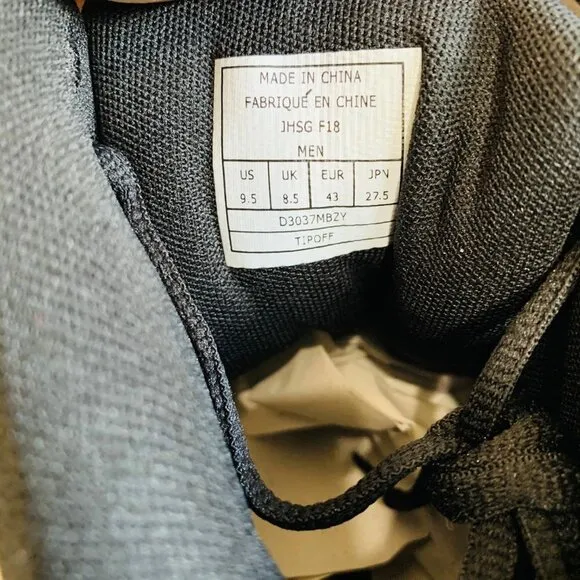 MADE IN CHINA
FABRIQUÉ EN CHINE
JHSG F18
MEN
US UK EUR JPN
9.5 8.5 43 27.5
D3037MBZY
TIPOFF